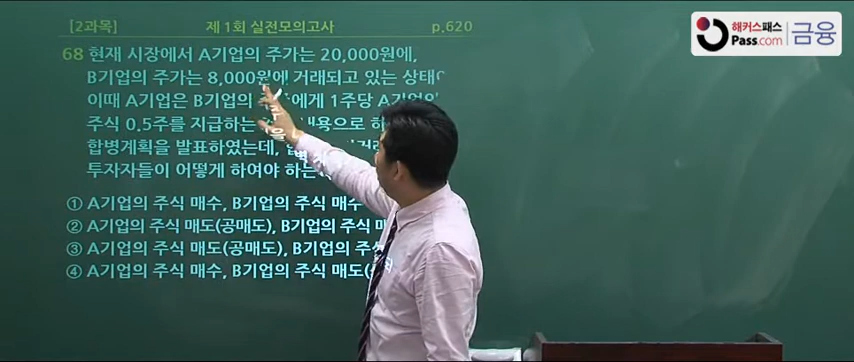 [2과목] 제 1회 실전모의고사 p.620
해커스패스
Pass.com 금융
68 현재 시장에서 A기업의 주가는 20,000원에,
B기업의 주가는 8,000원에 거래되고 있는 상태
이때 A기업은 B기업의 에게 1주당 A기업의
주식 0.5주를 지급하는 내용으로
합병계획을 발표하였는데,
투자자들이 어떻게 하여야 하는
① A기업의 주식 매수, B기업의 주식 매수
② A기업의 주식 매도(공매도), B기업의 주식
③ A기업의 주식 매도(공매도), B기업의 주식
④ A기업의 주식 매수, B기업의 주식 매도(